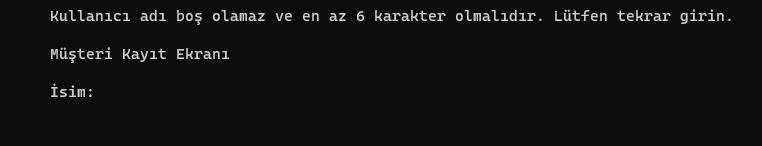 Kullanıcı adı boş olamaz ve en az 6 karakter olmalıdır. Lütfen tekrar girin.
Müşteri Kayıt Ekranı
İsim: